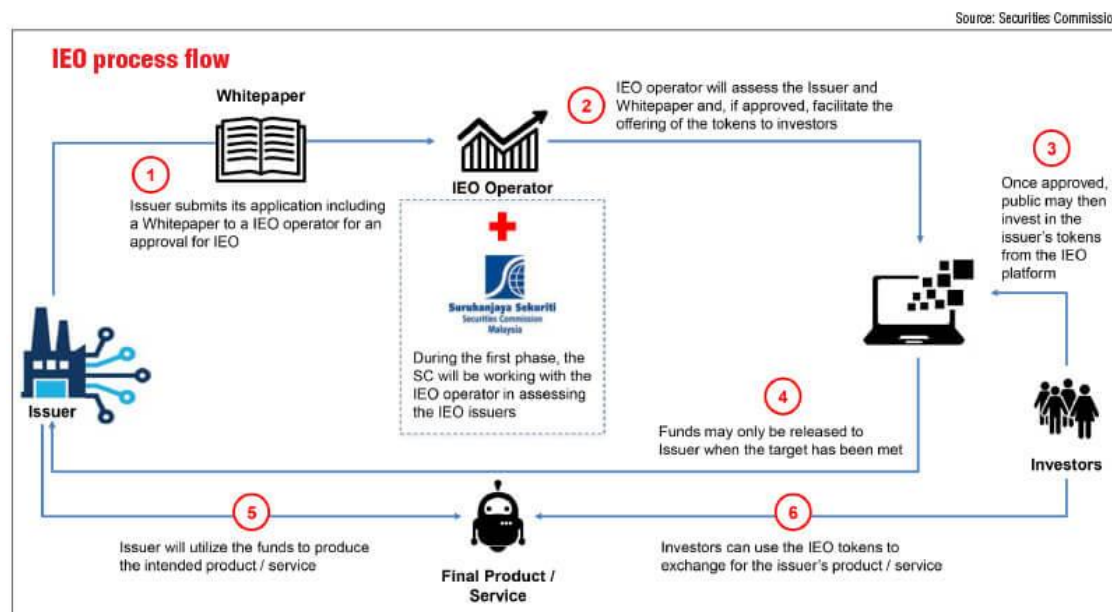 Source: Securities Commissio
IEO process flow
Whitepaper
1
Issuer submits its application including
a Whitepaper to a IEO operator for an
approval for IEO
IEO Operator
2
IEO operator will assess the Issuer and
Whitepaper and, if approved, facilitate the
offering of the tokens to investors
Suruhanjaya Sekuriti
Securities Commission
Malaysia
During the first phase, the
SC will be working with the
IEO operator in assessing
the IEO issuers
3
Once approved,
public may then
invest in the
issuer's tokens
from the IEO
platform
Issuer
4
Funds may only be released to
Issuer when the target has been met
Investors
5
Issuer will utilize the funds to produce
the intended product / service
Final Product /
Service
6
Investors can use the IEO tokens to
exchange for the issuer's product / service